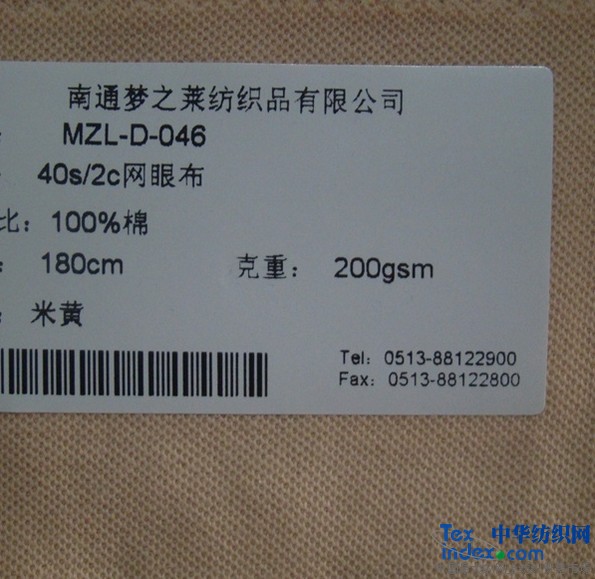 南通梦之莱纺织品有限公司
: MZL-D-046
: 40s/2c网眼布
比: 100%棉
: 180cm 克重: 200gsm
: 米黄
Tel: 0513-88122900
Fax: 0513-88122800
Tex 中华纺织网
index.com